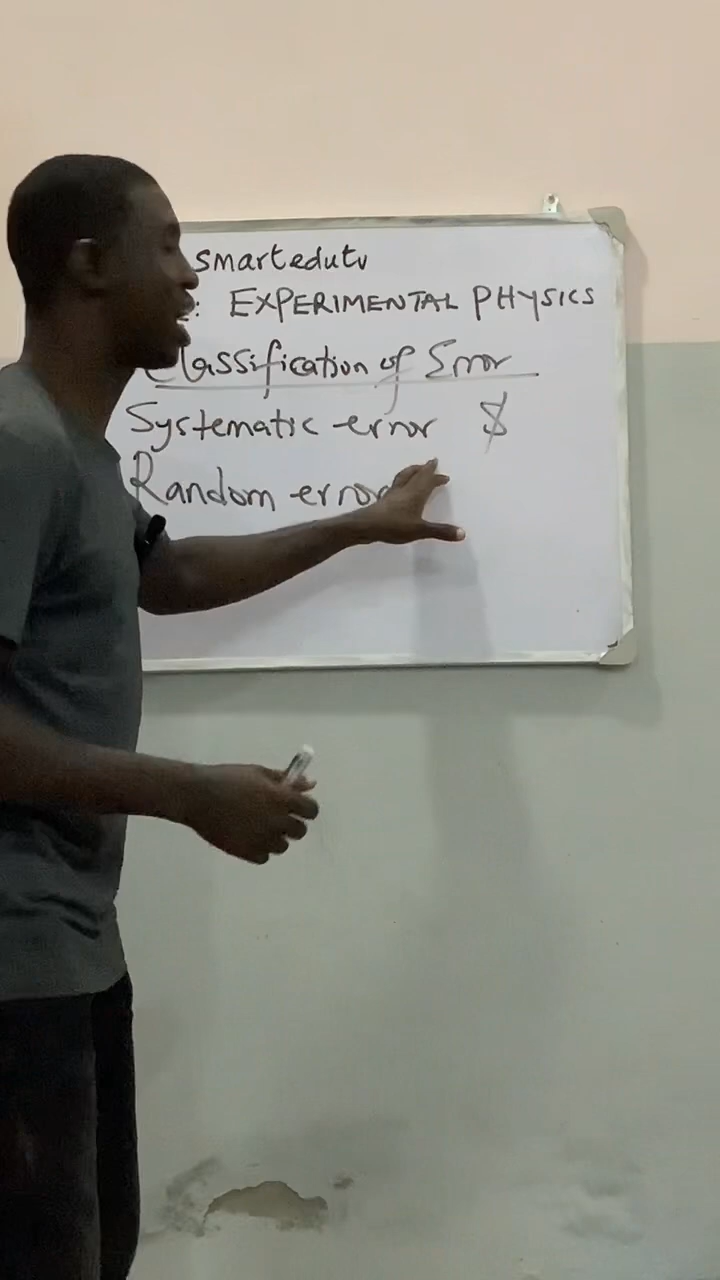 smartedutv
: EXPERIMENTAL PHYSICS
Classification of Error
Systematic error $
Random error